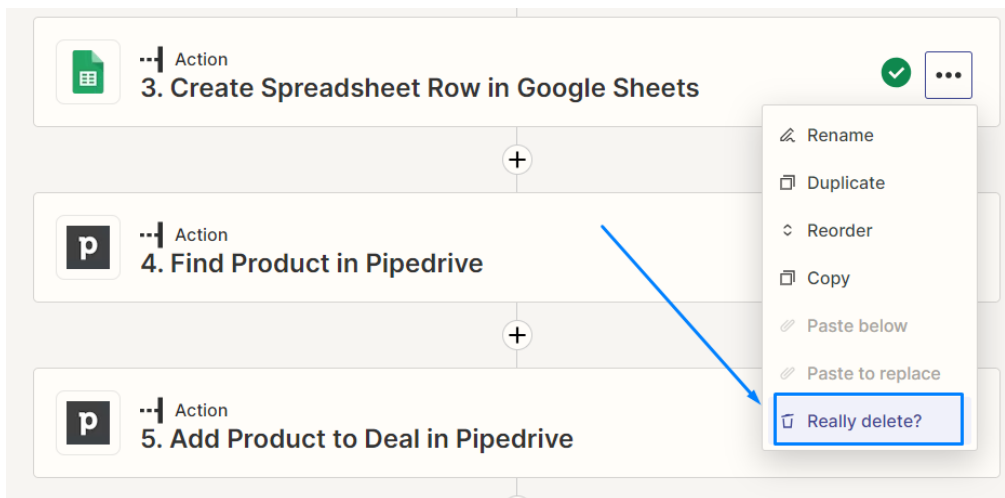 Action
3. Create Spreadsheet Row in Google Sheets
Rename
Duplicate
Reorder
Copy
Paste below
Paste to replace
Really delete?
p
Action
4. Find Product in Pipedrive
p
Action
5. Add Product to Deal in Pipedrive